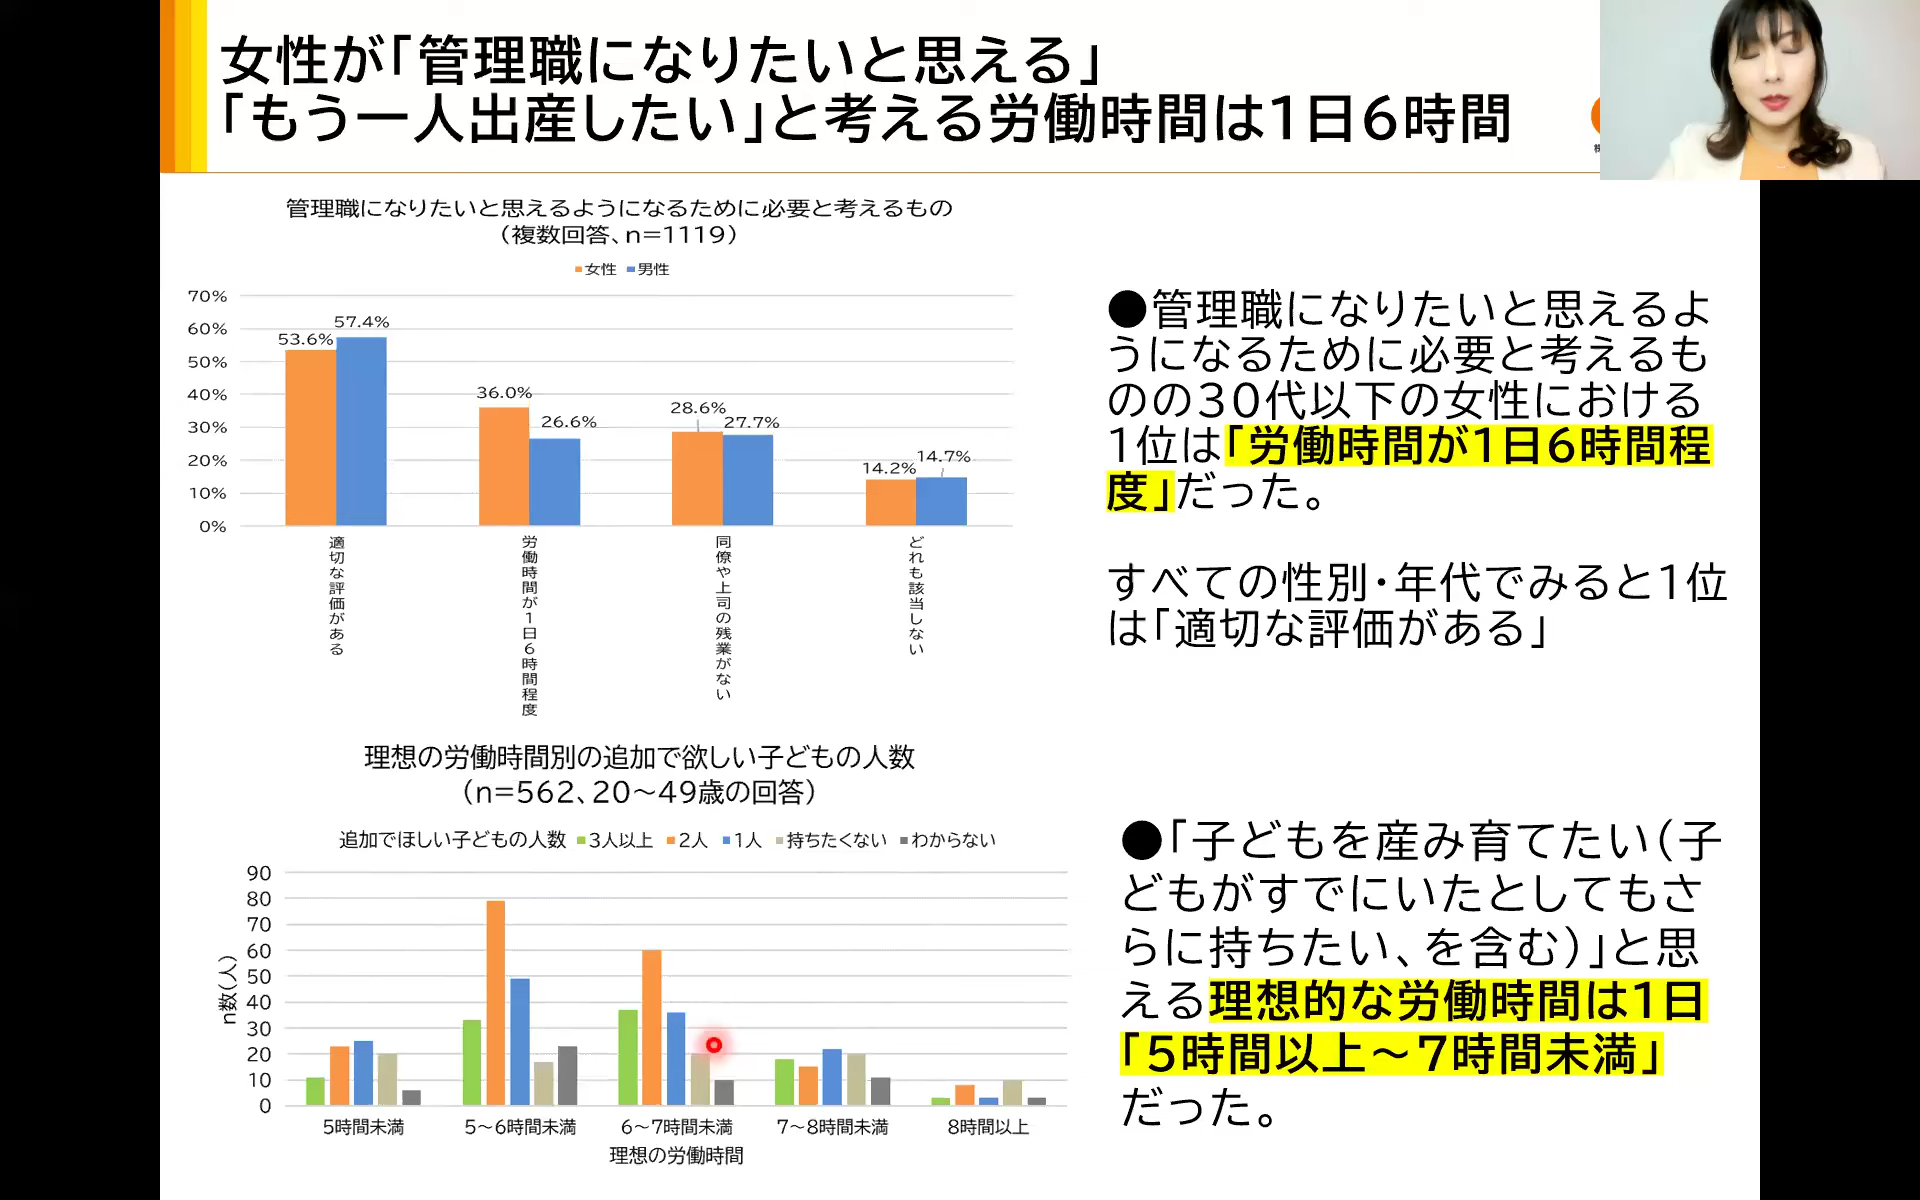 女性が「管理職になりたいと思える」
「もう一人出産したい」と考える労働時間は1日6時間
管理職になりたいと思えるようになるために必要と考えるもの
（複数回答、n=1119）
女性 男性
70%
60%
50%
40%
30%
20%
10%
0%
53.6% 57.4%
36.0% 26.6%
28.6% 27.7%
14.2% 14.7%
適切な評価がある
労働時間が1日6時間程度
同僚や上司の残業がない
どれも該当しない
●管理職になりたいと思えるよ
うになるために必要と考えるも
のの30代以下の女性における
1位は「労働時間が1日6時間程
度」だった。
すべての性別・年代でみると1位
は「適切な評価がある」
理想の労働時間別の追加で欲しい子どもの人数
（n=562、20～49歳の回答）
追加でほしい子どもの人数 3人以上 2人 1人 持ちたくない わからない
n数（人）
90
80
70
60
50
40
30
20
10
0
5時間未満 5～6時間未満 6～7時間未満 7～8時間未満 8時間以上
理想の労働時間
●「子どもを産み育てたい（子
どもがすでにいたとしてもさ
らに持ちたい、を含む）」と思
える理想的な労働時間は1日
「5時間以上～7時間未満」
だった。